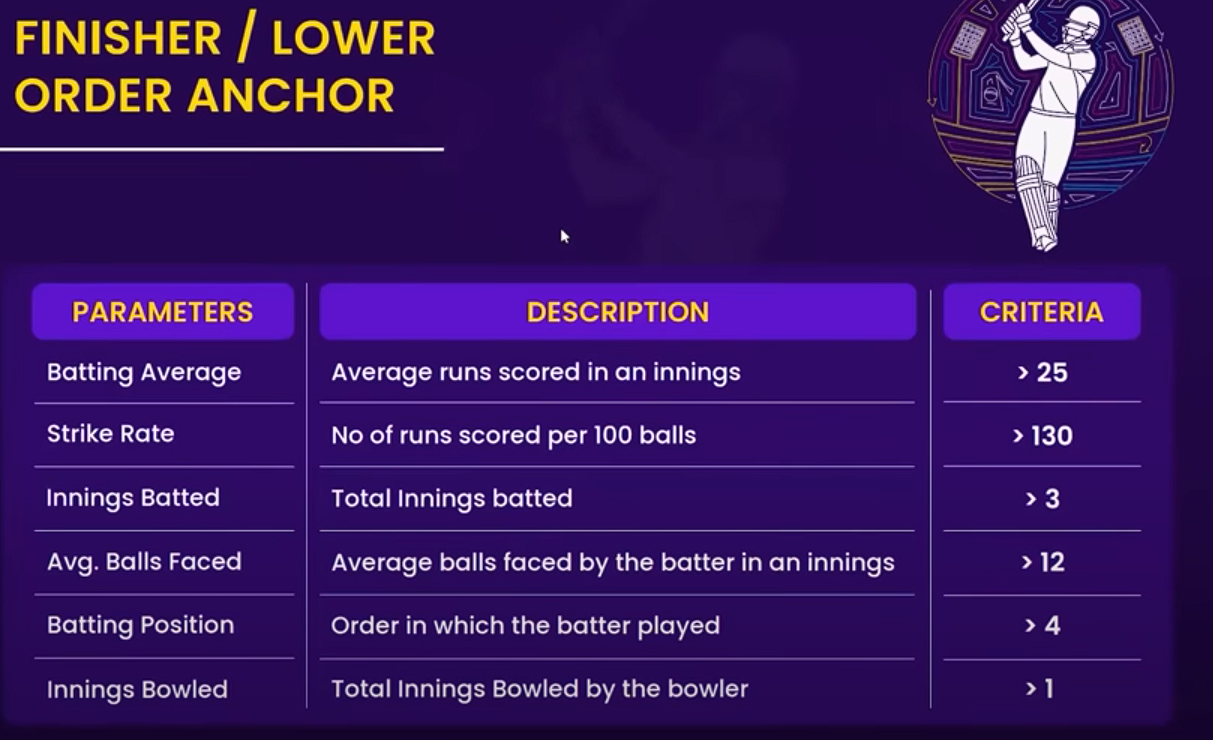 FINISHER / LOWER
ORDER ANCHOR
PARAMETERS DESCRIPTION CRITERIA
Batting Average Average runs scored in an innings > 25
Strike Rate No of runs scored per 100 balls > 130
Innings Batted Total Innings batted > 3
Avg. Balls Faced Average balls faced by the batter in an innings > 12
Batting Position Order in which the batter played > 4
Innings Bowled Total Innings Bowled by the bowler > 1